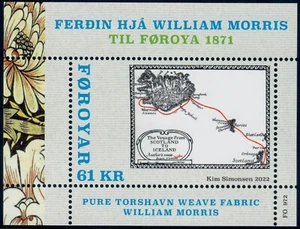 FERÐIN HJÁ WILLIAM MORRIS
TIL FØROYA 1871
FØROYAR
The Voyage from
SCOTLAND
TO
ICELAND
Scotland
61 KR
Kim Simonsen 2022
FO 972
PURE TORSHAVN WEAVE FABRIC
WILLIAM MORRIS